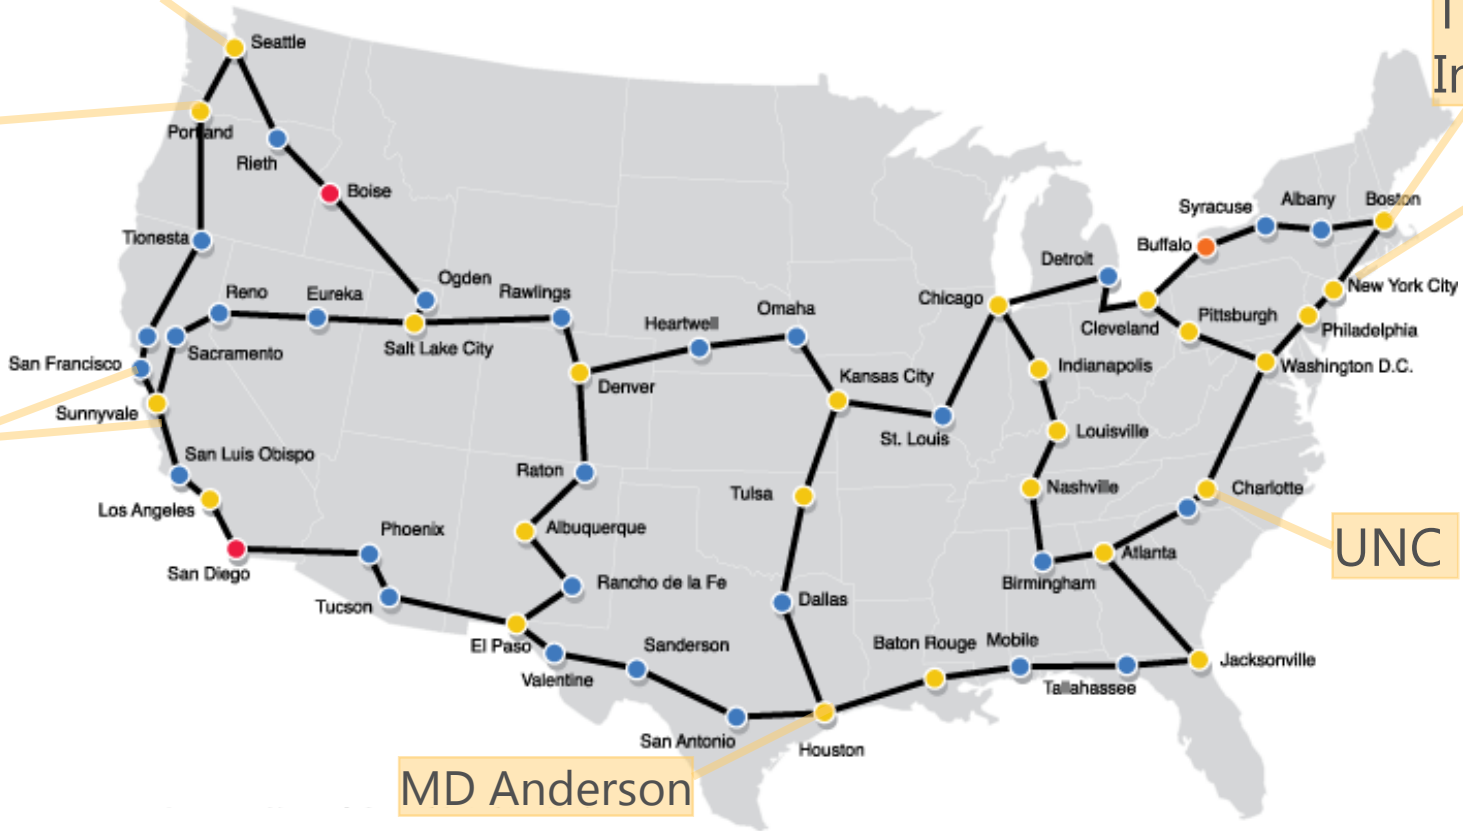 Seattle
Portland
Rieth
Boise
Tionesta
Ogden
Reno
Eureka
Rawlings
Salt Lake City
Sacramento
San Francisco
Sunnyvale
San Luis Obispo
Los Angeles
San Diego
Phoenix
Tucson
Denver
Heartwell
Omaha
Kansas City
St. Louis
Chicago
Detroit
Cleveland
Buffalo
Syracuse
Albany
Boston
New York City
Philadelphia
Pittsburgh
Washington D.C.
Indianapolis
Louisville
Nashville
Birmingham
Atlanta
Charlotte
UNC
Raton
Albuquerque
Rancho de la Fe
El Paso
Valentine
Sanderson
San Antonio
Tulsa
Dallas
Houston
MD Anderson
Baton Rouge
Mobile
Tallahassee
Jacksonville